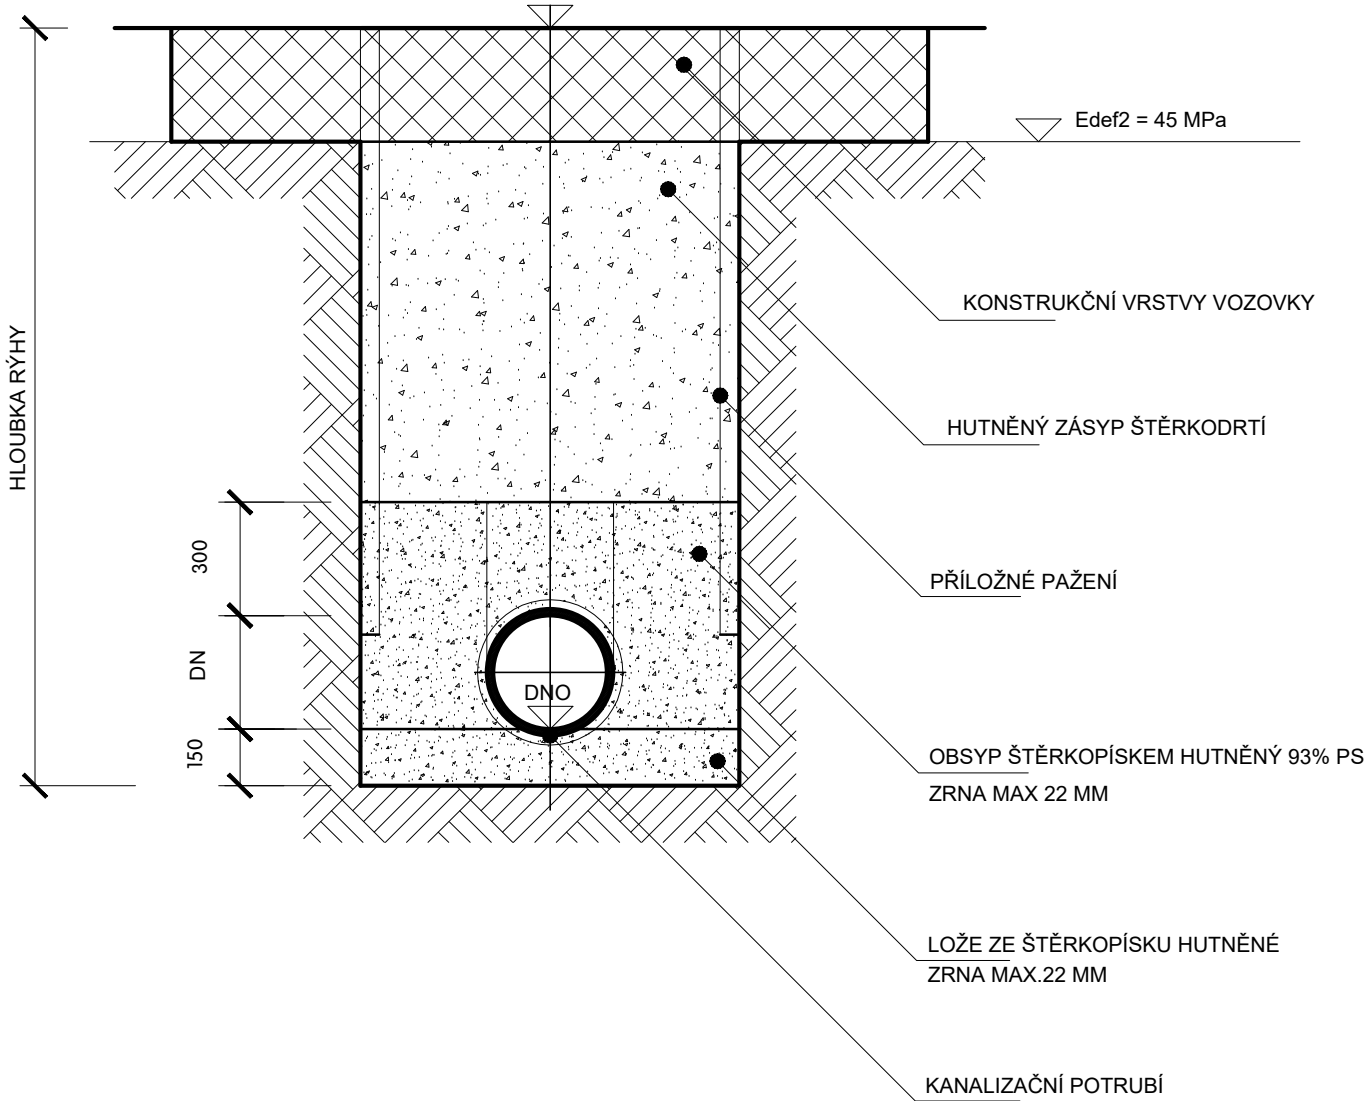 Edef2 = 45 MPa
KONSTRUKČNÍ VRSTVY VOZOVKY
HLOUBKA RÝHY
HUTNĚNÝ ZÁSYP ŠTĚRKODRTÍ
300
PŘÍLOŽNÉ PAŽENÍ
DN
DNO
150
OBSYP ŠTĚRKOPÍSKEM HUTNĚNÝ 93% PS
ZRNA MAX 22 MM
LOŽE ZE ŠTĚRKOPÍSKU HUTNĚNÉ
ZRNA MAX.22 MM
KANALIZAČNÍ POTRUBÍ